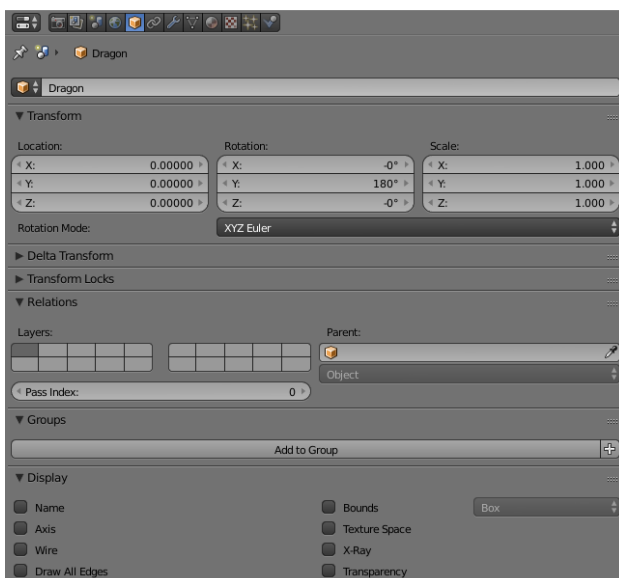 Dragon
Dragon
Transform
Location: Rotation: Scale:
X: 0.00000 X: -0° X: 1.000
Y: 0.00000 Y: 180° Y: 1.000
Z: 0.00000 Z: -0° Z: 1.000
Rotation Mode: XYZ Euler
Delta Transform
Transform Locks
Relations
Layers: Parent:
Object
Pass Index: 0
Groups
Add to Group
Display
Name Bounds Box
Axis Texture Space
Wire X-Ray
Draw All Edges Transparency